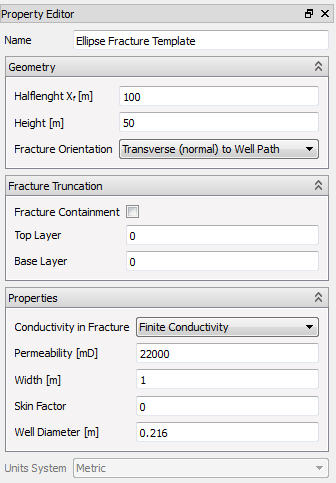 Property Editor
Name Ellipse Fracture Template
Geometry
Halflenght Xf [m] 100
Height [m] 50
Fracture Orientation Transverse (normal) to Well Path
Fracture Truncation
Fracture Containment
Top Layer 0
Base Layer 0
Properties
Conductivity in Fracture Finite Conductivity
Permeability [mD] 22000
Width [m] 1
Skin Factor 0
Well Diameter [m] 0.216
Units System Metric